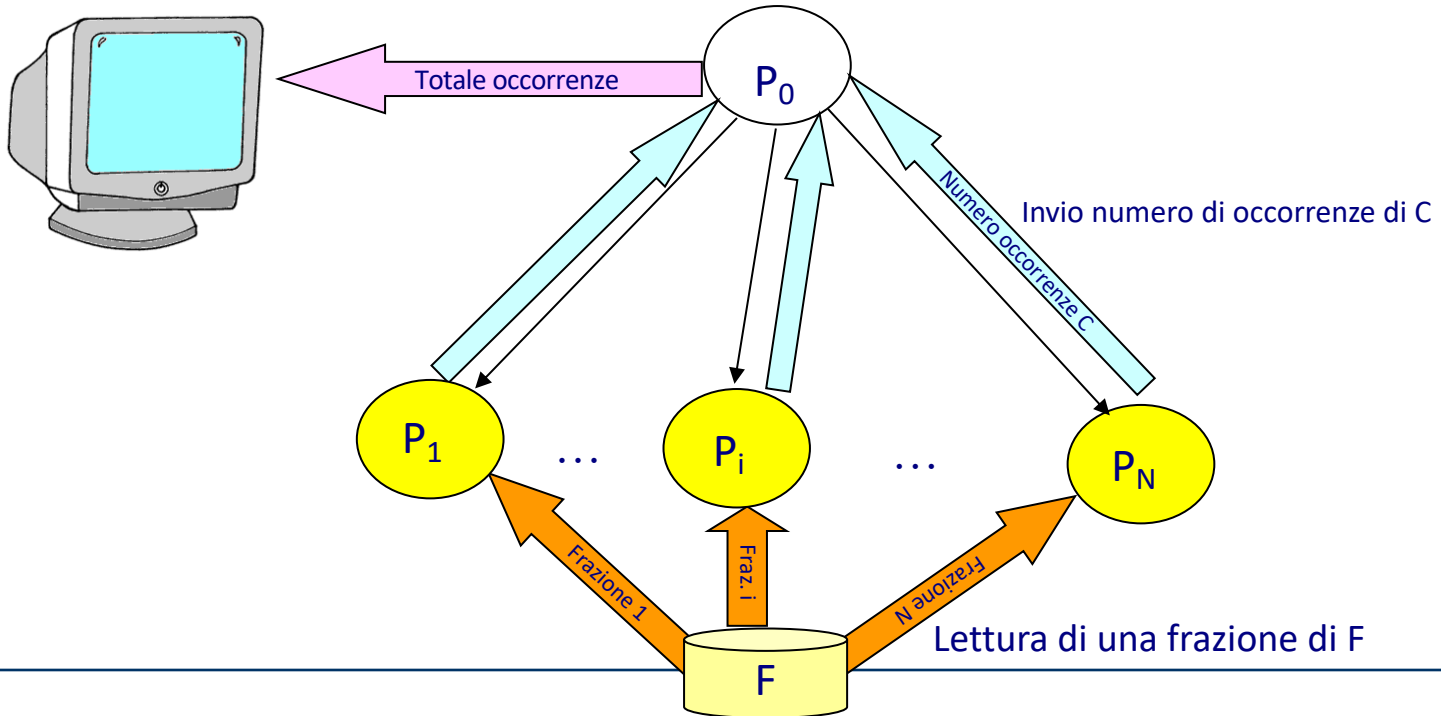 Totale occorrenze
P0
Numero occorrenze C
Invio numero di occorrenze di C
P1
…
Pi
…
PN
Frazione 1
Fraz. i
Frazione N
Lettura di una frazione di F
F